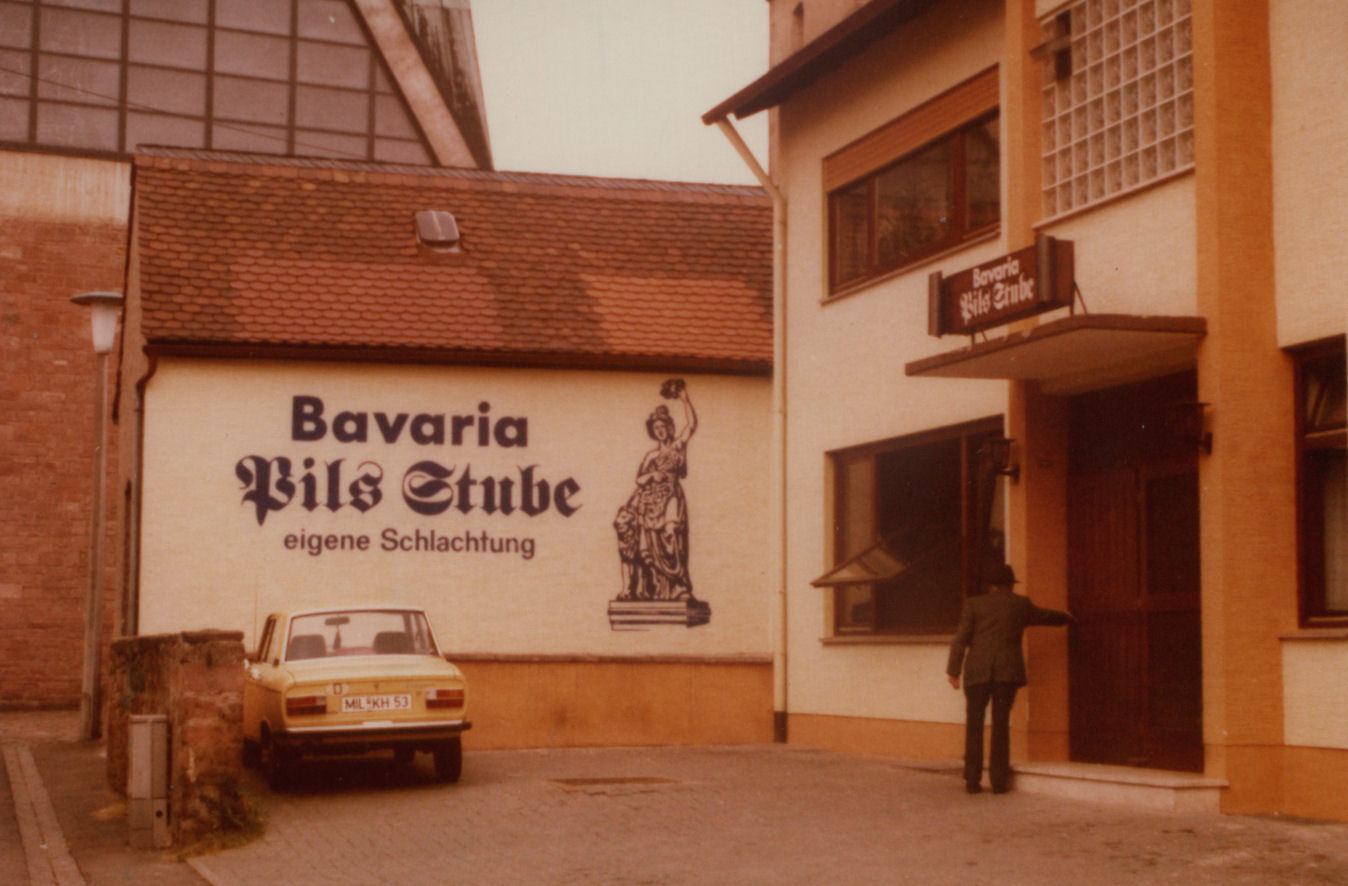 Bavaria
Pils Stube
eigene Schlachtung
Bavaria
Pils Stube
D
MIL KH 53